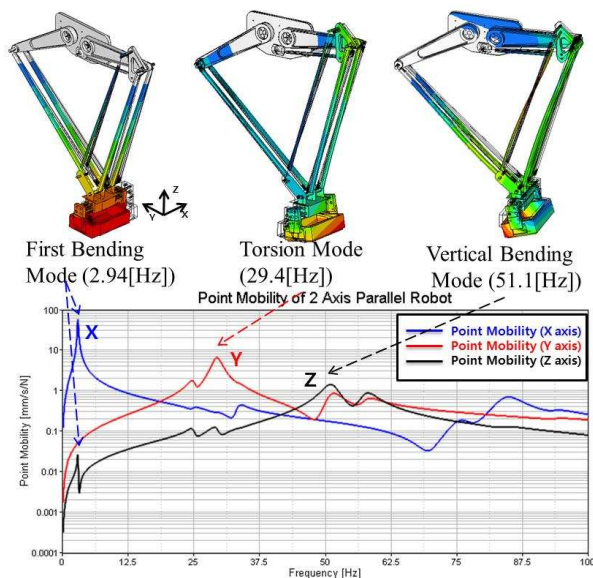 Z
Y
X
First Bending
Mode (2.94[Hz])
Torsion Mode
(29.4[Hz])
Vertical Bending
Mode (51.1[Hz])
Point Mobility of 2 Axis Parallel Robot
Point Mobility [mm/s/N]
100
10
1
0.1
0.01
0.001
0.0001
X
Y
Z
Point Mobility (X axis)
Point Mobility (Y axis)
Point Mobility (Z axis)
0
12.5
25
37.5
50
62.5
75
87.5
100
Frequency [Hz]